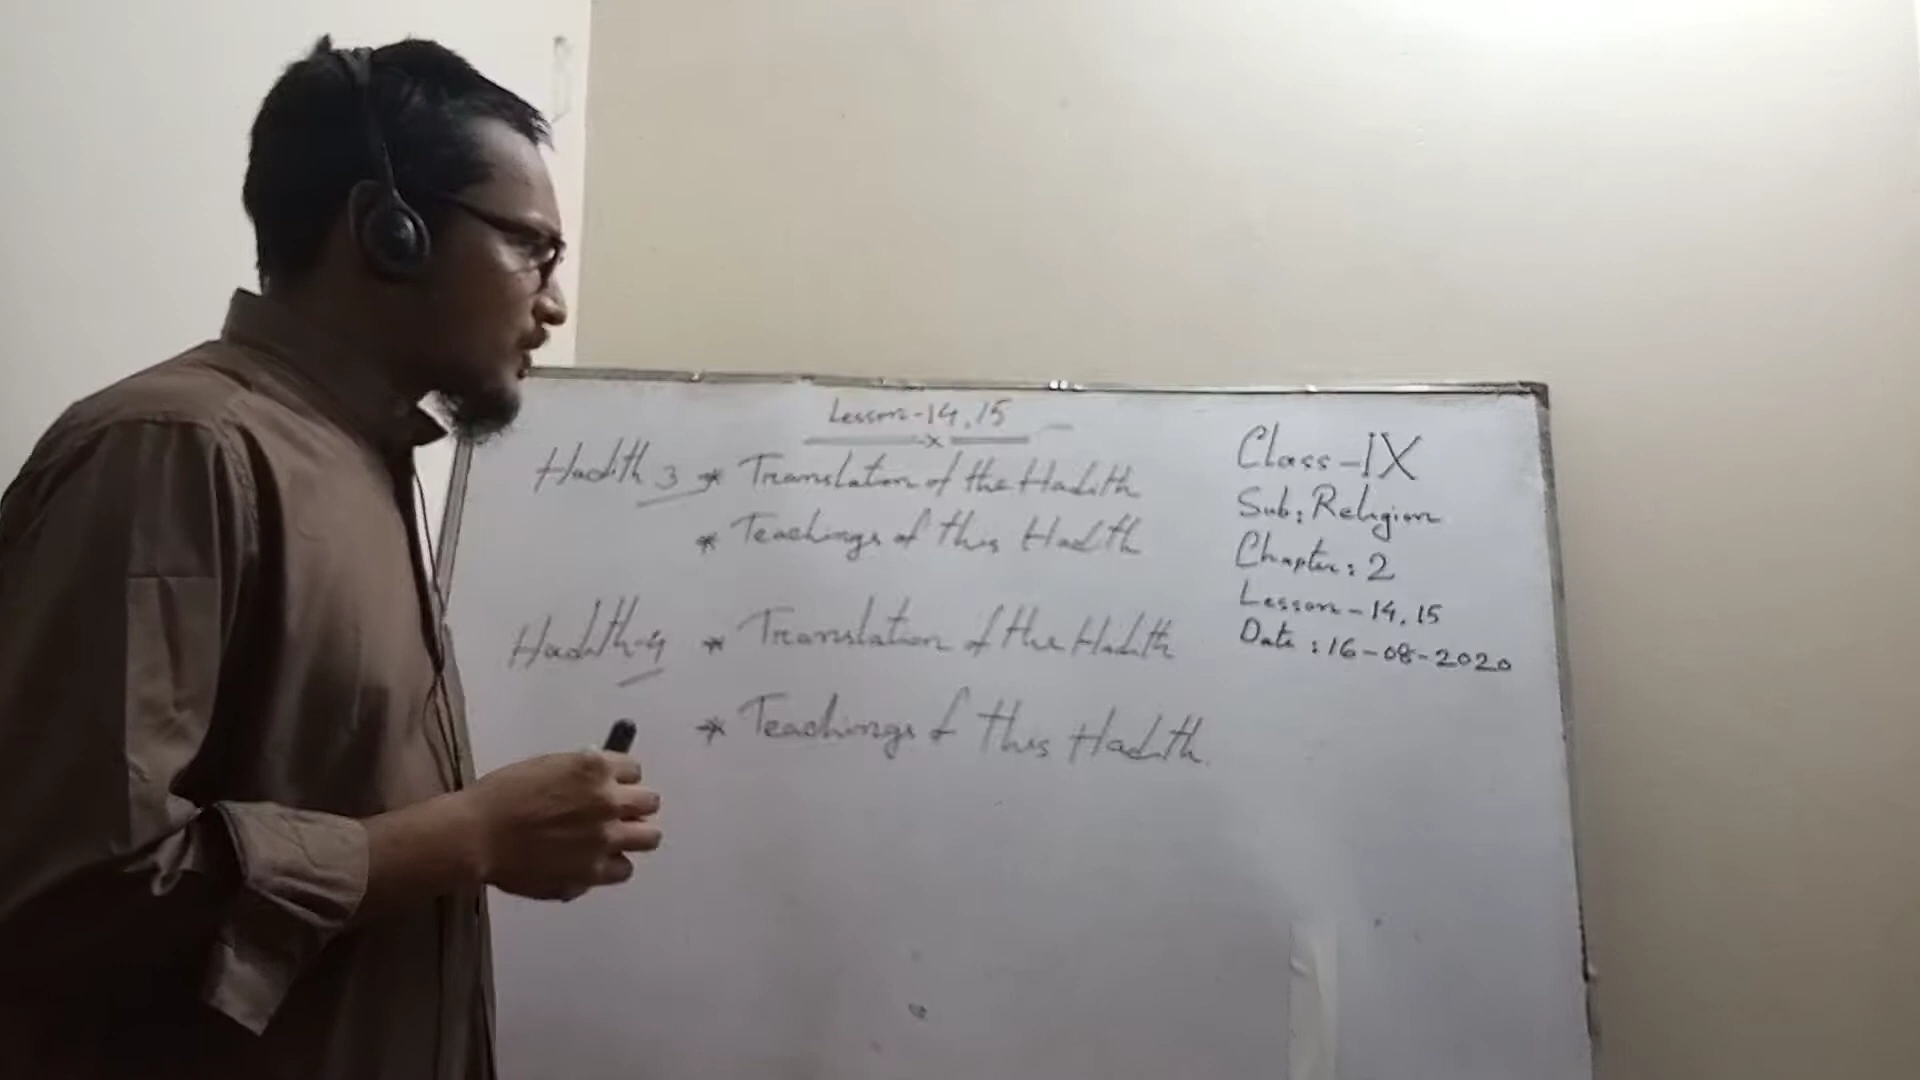 Lesson-14,15
x
Hadith 3 * Translation of the Hadith
* Teachings of this Hadith
Hadith-4 * Translation of the Hadith
* Teachings of this Hadith.
Class-IX
Sub: Religion
Chapter: 2
Lesson-14,15
Date: 16-08-2020